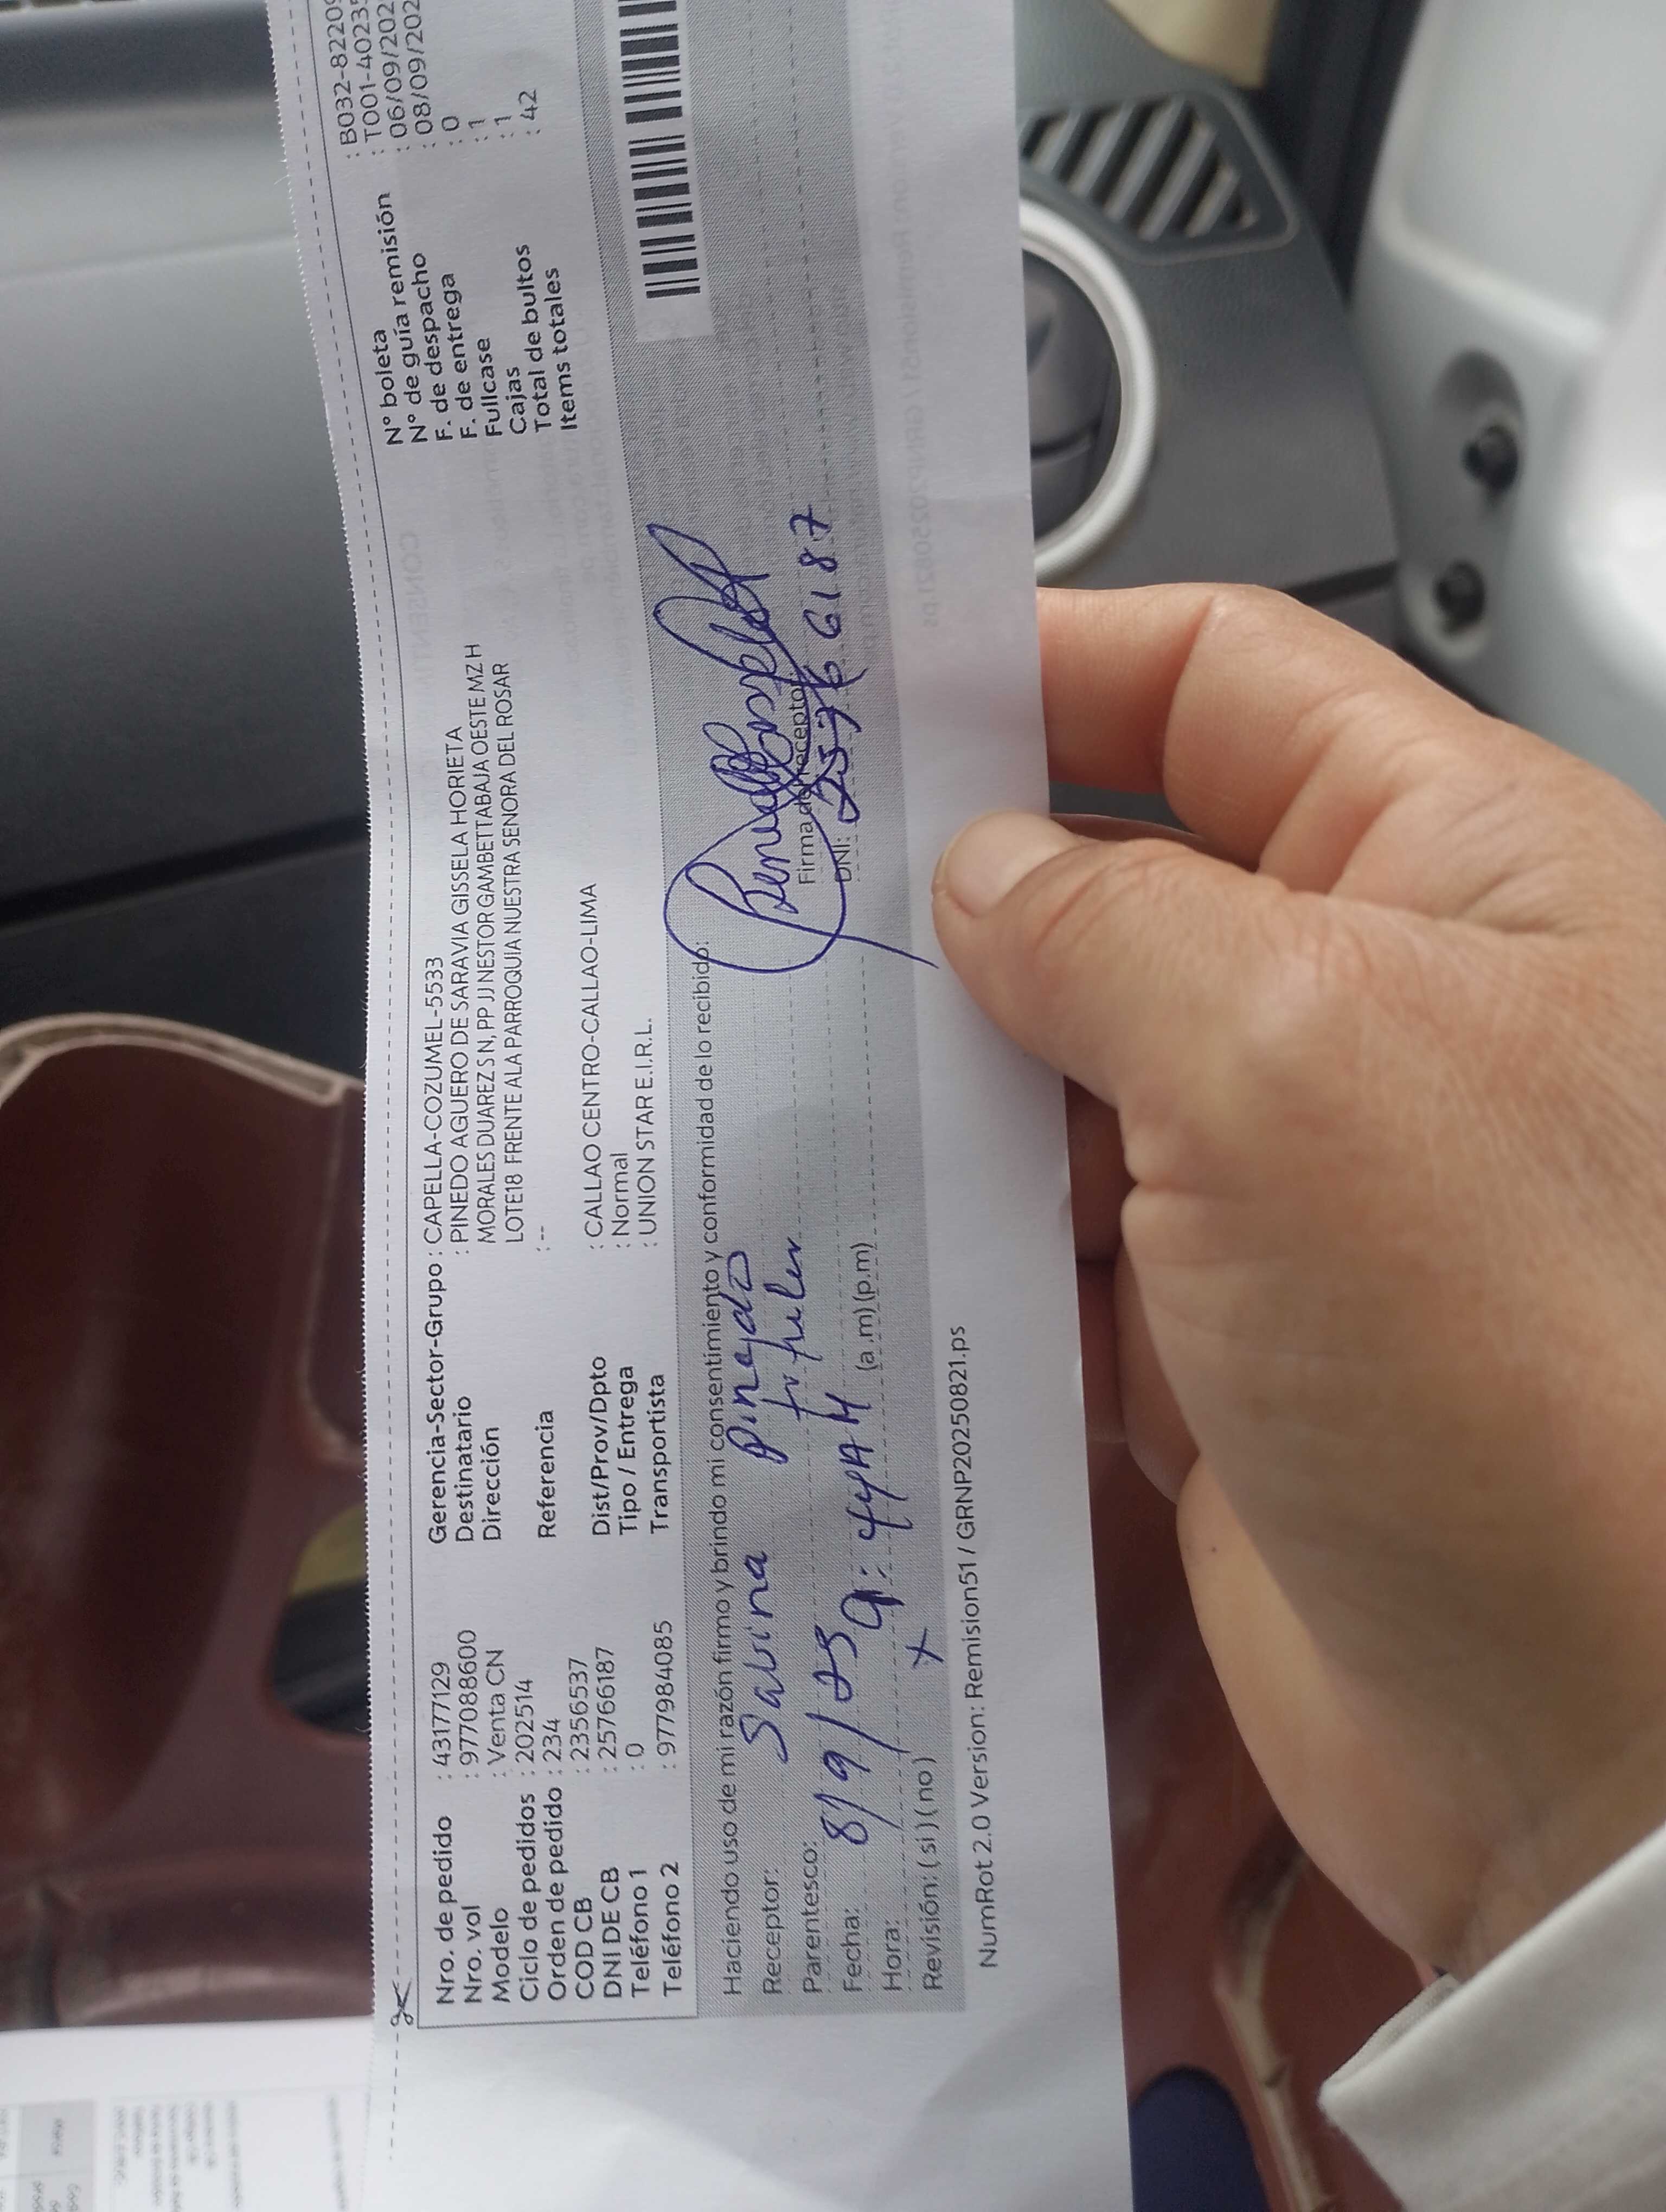 Nro. de pedido : 43177129
Nro. vol : 977088600
Modelo : Venta CN
Ciclo de pedidos : 202514
Orden de pedido : 234
COD CB : 2356537
DNI DE CB : 25766187
Teléfono 1 : 0
Teléfono 2 : 977984085
Gerencia-Sector-Grupo : CAPELLA-COZUMEL-5533
Destinatario : PINEDO AGUERO DE SARAVIA GISSELA HORIETA
Dirección MORALES DUAREZ S N, PP JJ NESTOR GAMBETTABAJA OESTE MZ H
LOTE18 FRENTE ALA PARROQUIA NUESTRA SENORA DEL ROSAR
Referencia : --
Dist/Prov/Dpto : CALLAO CENTRO-CALLAO-LIMA
Tipo / Entrega : Normal
Transportista : UNION STAR E.I.R.L.
N° boleta : B032-82209
N° de guía remisión : T001-40235
F. de despacho : 06/09/202
F. de entrega : 08/09/202
Fullcase : 0
Cajas : 1
Total de bultos : 1
Items totales : 42
Haciendo uso de mi razón firmo y brindo mi consentimiento y conformidad de lo recibido:
Receptor: Savina Pinedo
Parentesco:
Fecha: 8/9/25
Hora: 9:44AM (a .m) (p.m)
Revisión: ( si ) ( no ) X
Firma del receptor
DNI: 25766187
NumRot 2.0 Version: Remision51 / GRNP20250821.ps